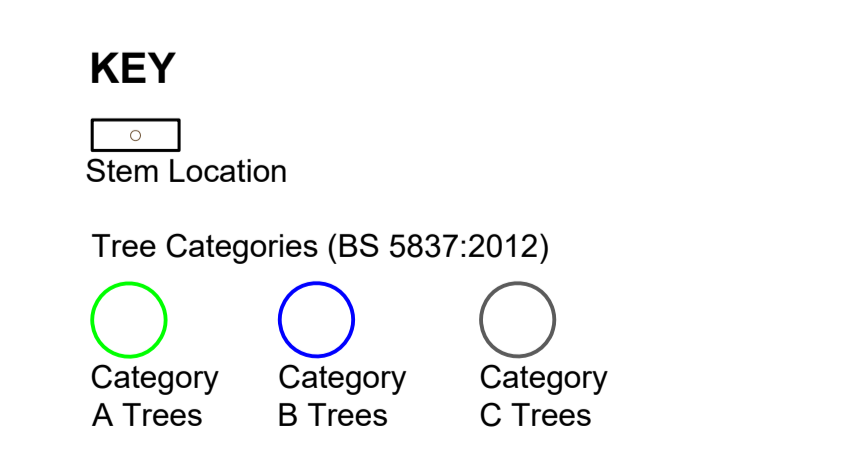 KEY
Stem Location
Tree Categories (BS 5837:2012)
Category
A Trees
Category
B Trees
Category
C Trees